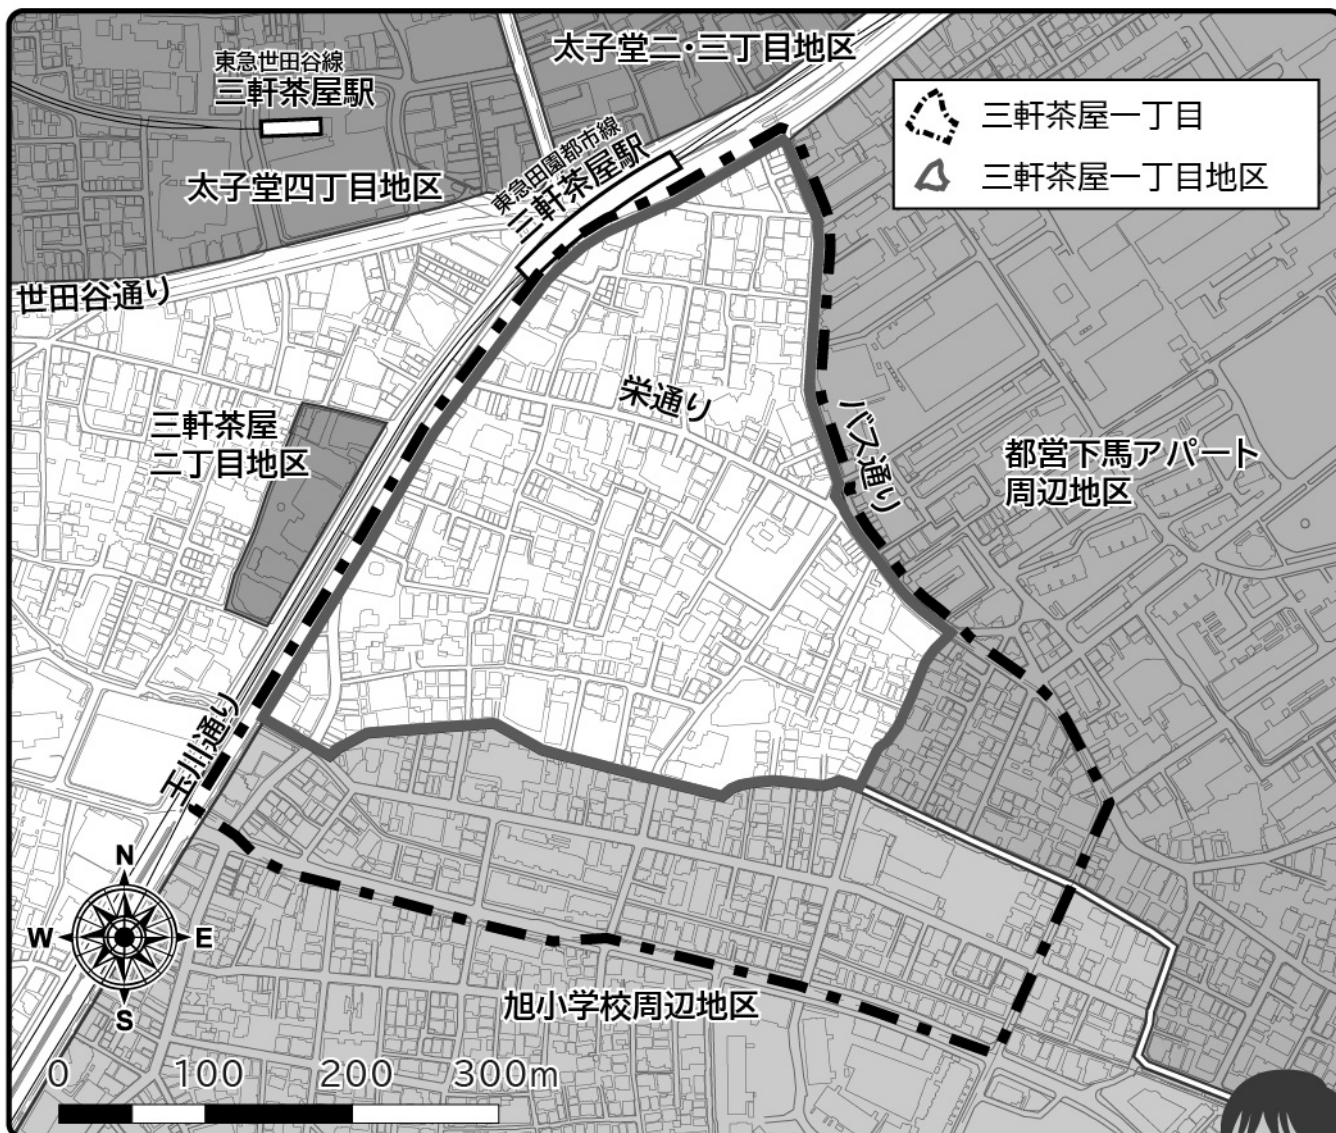 東急世田谷線
三軒茶屋駅
太子堂二・三丁目地区
三軒茶屋一丁目
三軒茶屋一丁目地区
東急田園都市線
三軒茶屋駅
太子堂四丁目地区
世田谷通り
栄通り
バス通り
三軒茶屋
二丁目地区
都営下馬アパート
周辺地区
玉川通り
N
W
E
S
旭小学校周辺地区
0 100 200 300m